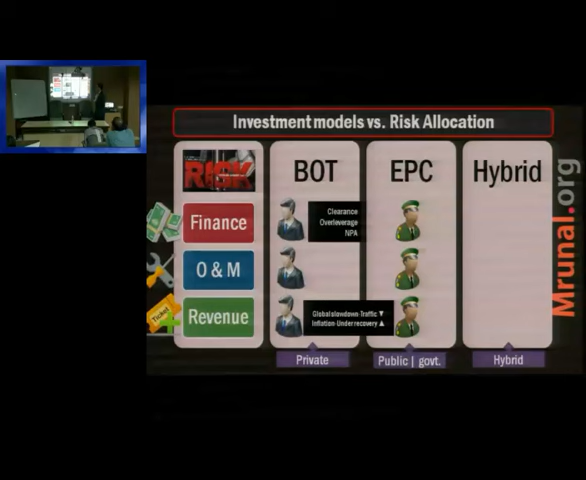 Investment models vs. Risk Allocation
RISK
BOT
EPC
Hybrid
Finance
Clearance
Overleverage
NPA
O & M
Revenue
Ticket
Global slowdown-Traffic ▼
Inflation-Under recovery ▲
Private
Public | govt.
Hybrid
Mrunal.org